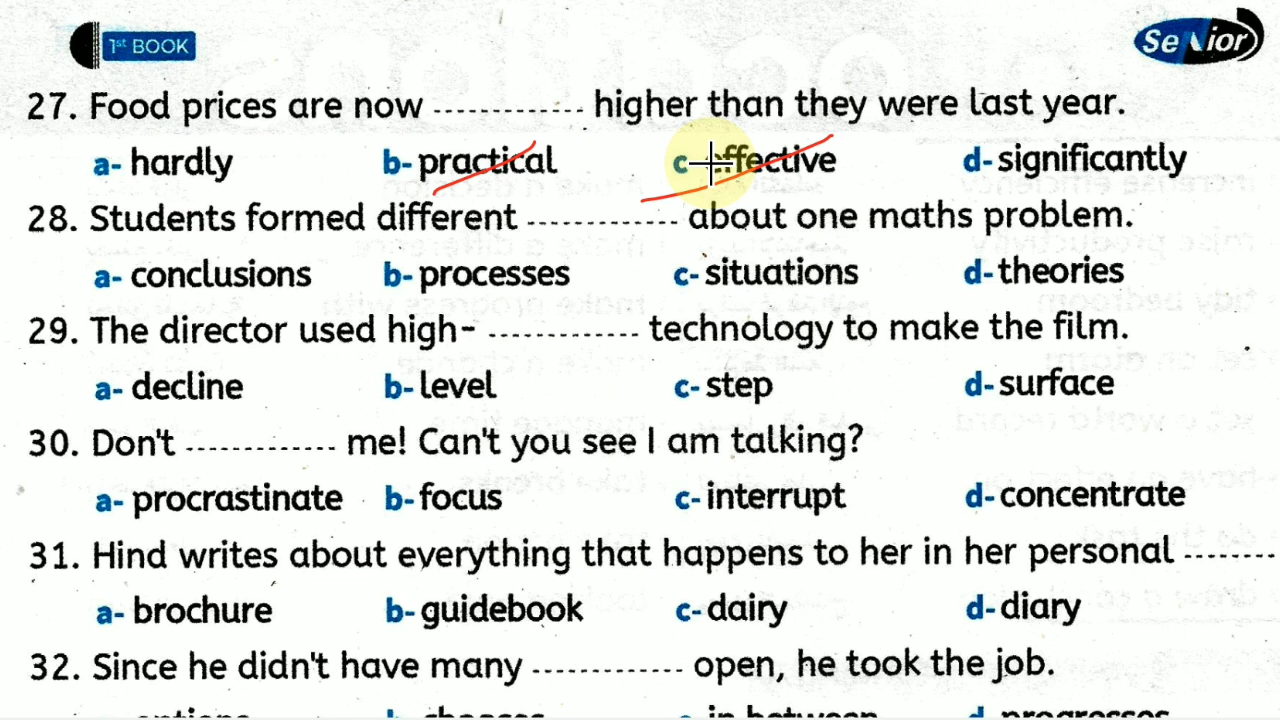 1st BOOK
Senior
27. Food prices are now ............. higher than they were last year.
a- hardly b- practical c- effective d- significantly
28. Students formed different ............. about one maths problem.
a- conclusions b- processes c- situations d- theories
29. The director used high- ............. technology to make the film.
a- decline b- level c- step d- surface
30. Don't ............. me! Can't you see I am talking?
a- procrastinate b- focus c- interrupt d- concentrate
31. Hind writes about everything that happens to her in her personal ........
a- brochure b- guidebook c- dairy d- diary
32. Since he didn't have many ............. open, he took the job.